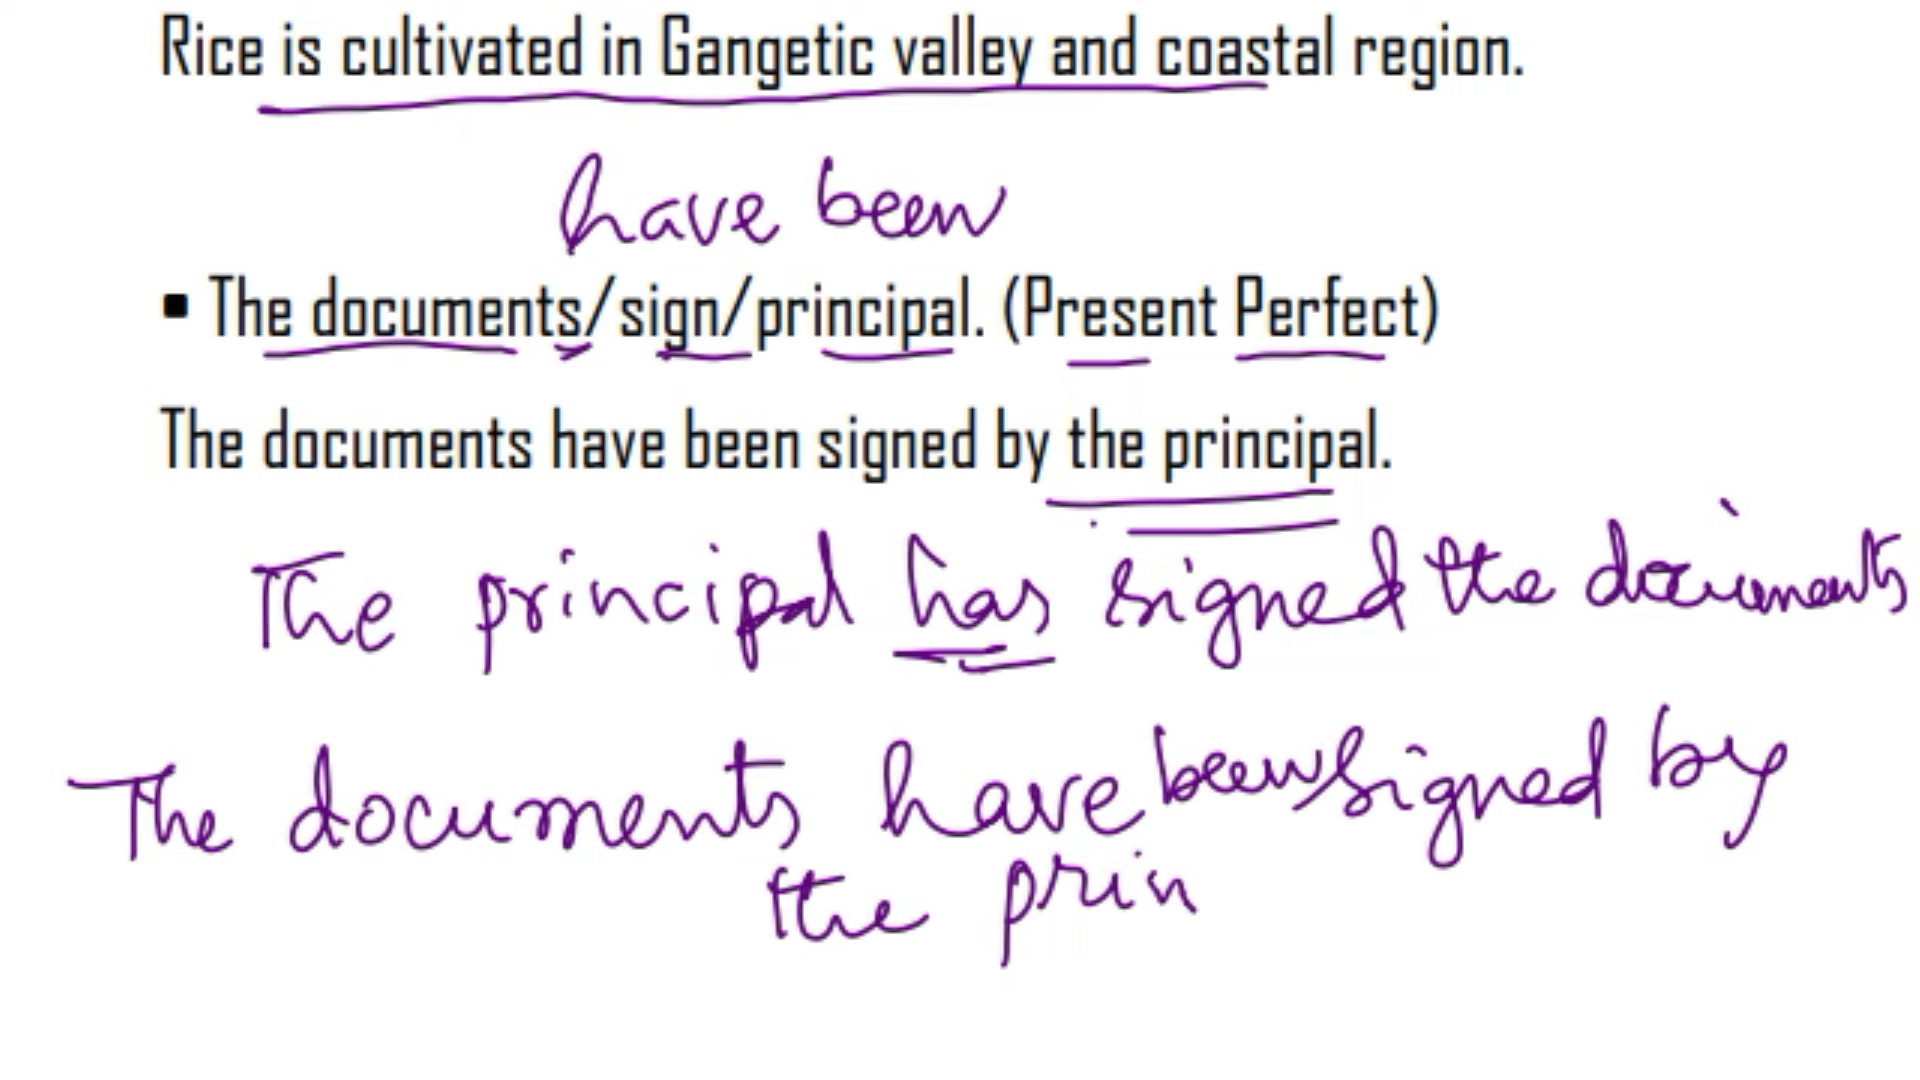 Rice is cultivated in Gangetic valley and coastal region.
have been
▪ The documents/sign/principal. (Present Perfect)
The documents have been signed by the principal.
The principal has signed the documents
The documents have been signed by
the prin